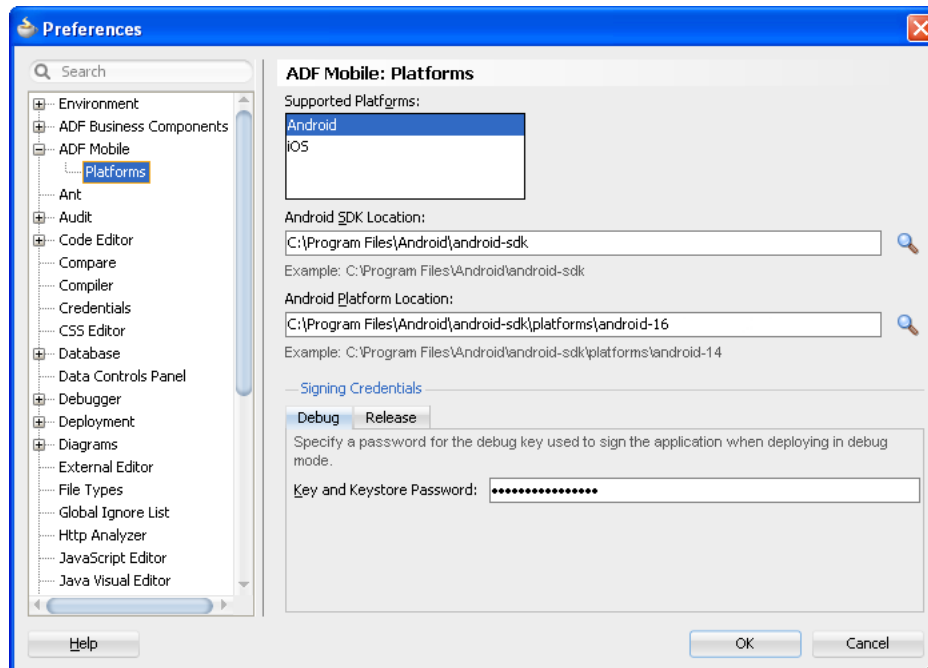 Preferences
Search
Environment
ADF Business Components
ADF Mobile
Platforms
Ant
Audit
Code Editor
Compare
Compiler
Credentials
CSS Editor
Database
Data Controls Panel
Debugger
Deployment
Diagrams
External Editor
File Types
Global Ignore List
Http Analyzer
JavaScript Editor
Java Visual Editor
ADF Mobile: Platforms
Supported Platforms:
Android
iOS
Android SDK Location:
C:\Program Files\Android\android-sdk
Example: C:\Program Files\Android\android-sdk
Android Platform Location:
C:\Program Files\Android\android-sdk\platforms\android-16
Example: C:\Program Files\Android\android-sdk\platforms\android-14
Signing Credentials
Debug Release
Specify a password for the debug key used to sign the application when deploying in debug
mode.
Key and Keystore Password: ••••••••••••••••
Help OK Cancel